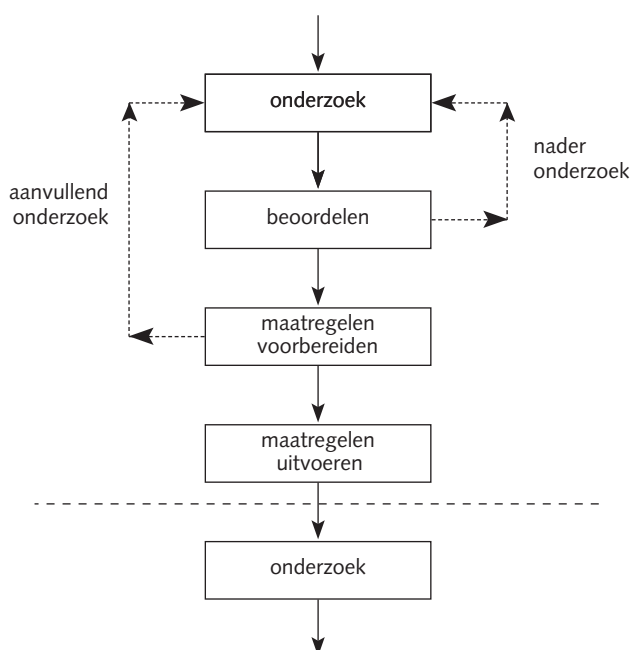 onderzoek
nader
onderzoek
aanvullend
onderzoek
beoordelen
maatregelen
voorbereiden
maatregelen
uitvoeren
onderzoek